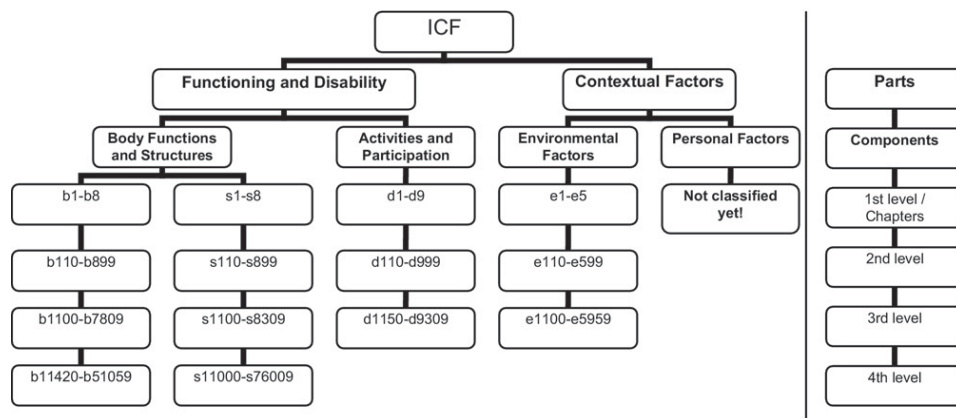 ICF
Functioning and Disability
Contextual Factors
Parts
Body Functions
and Structures
Activities and
Participation
Environmental
Factors
Personal Factors
Components
b1-b8
s1-s8
d1-d9
e1-e5
Not classified
yet!
1st level /
Chapters
b110-b899
s110-s899
d110-d999
e110-e599
2nd level
b1100-b7809
s1100-s8309
d1150-d9309
e1100-e5959
3rd level
b11420-b51059
s11000-s76009
4th level